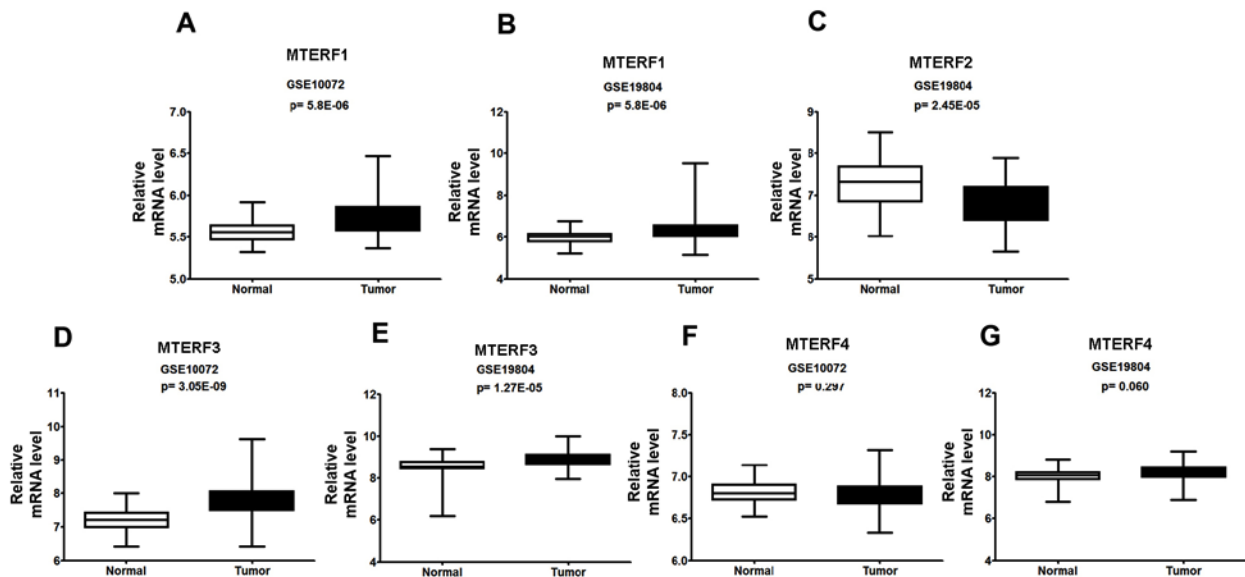 A
MTERF1
GSE10072
p= 5.8E-06
Relative
mRNA level
7.0
6.5
6.0
5.5
5.0
Normal Tumor
B
MTERF1
GSE19804
p= 5.8E-06
Relative
mRNA level
12
10
8
6
4
Normal Tumor
C
MTERF2
GSE19804
p= 2.45E-05
Relative
mRNA level
9
8
7
6
5
Normal Tumor
D
MTERF3
GSE10072
p= 3.05E-09
Relative
mRNA level
11
10
9
8
7
6
Normal Tumor
E
MTERF3
GSE19804
p= 1.27E-05
Relative
mRNA level
12
10
8
6
4
Normal Tumor
F
MTERF4
GSE10072
p= 0.297
Relative
mRNA level
8.0
7.5
7.0
6.5
6.0
Normal Tumor
G
MTERF4
GSE19804
p= 0.060
Relative
mRNA level
12
10
8
6
4
Normal Tumor